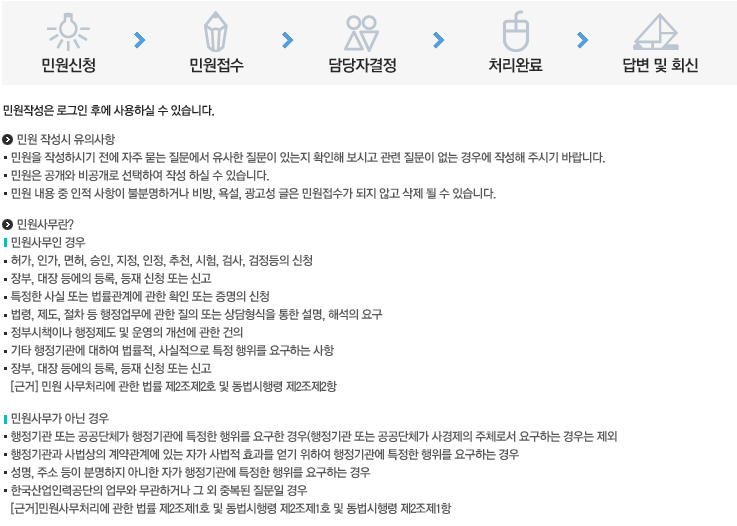 민원신청 민원접수 담당자결정 처리완료 답변 및 회신
민원작성은 로그인 후에 사용하실 수 있습니다.
민원 작성시 유의사항
민원을 작성하시기 전에 자주 묻는 질문에서 유사한 질문이 있는지 확인해 보시고 관련 질문이 없는 경우에 작성해 주시기 바랍니다.
민원은 공개와 비공개로 선택하여 작성 하실 수 있습니다.
민원 내용 중 인적 사항이 불분명하거나 비방, 욕설, 광고성 글은 민원접수가 되지 않고 삭제 될 수 있습니다.
민원사무란?
민원사무인 경우
허가, 인가, 면허, 승인, 지정, 인정, 추천, 시험, 검사, 검정등의 신청
장부, 대장 등에의 등록, 등재 신청 또는 신고
특정한 사실 또는 법률관계에 관한 확인 또는 증명의 신청
법령, 제도, 절차 등 행정업무에 관한 질의 또는 상담형식을 통한 설명, 해석의 요구
정부시책이나 행정제도 및 운영의 개선에 관한 건의
기타 행정기관에 대하여 법률적, 사실적으로 특정 행위를 요구하는 사항
장부, 대장 등에의 등록, 등재 신청 또는 신고
[근거] 민원 사무처리에 관한 법률 제2조제2호 및 동법시행령 제2조제2항
민원사무가 아닌 경우
행정기관 또는 공공단체가 행정기관에 특정한 행위를 요구한 경우(행정기관 또는 공공단체가 사경제의 주체로서 요구하는 경우는 제외
행정기관과 사법상의 계약관계에 있는 자가 사법적 효과를 얻기 위하여 행정기관에 특정한 행위를 요구하는 경우
성명, 주소 등이 분명하지 아니한 자가 행정기관에 특정한 행위를 요구하는 경우
한국산업인력공단의 업무와 무관하거나 그 외 중복된 질문일 경우
[근거]민원사무처리에 관한 법률 제2조제1호 및 동법시행령 제2조제1호 및 동법시행령 제2조제1항